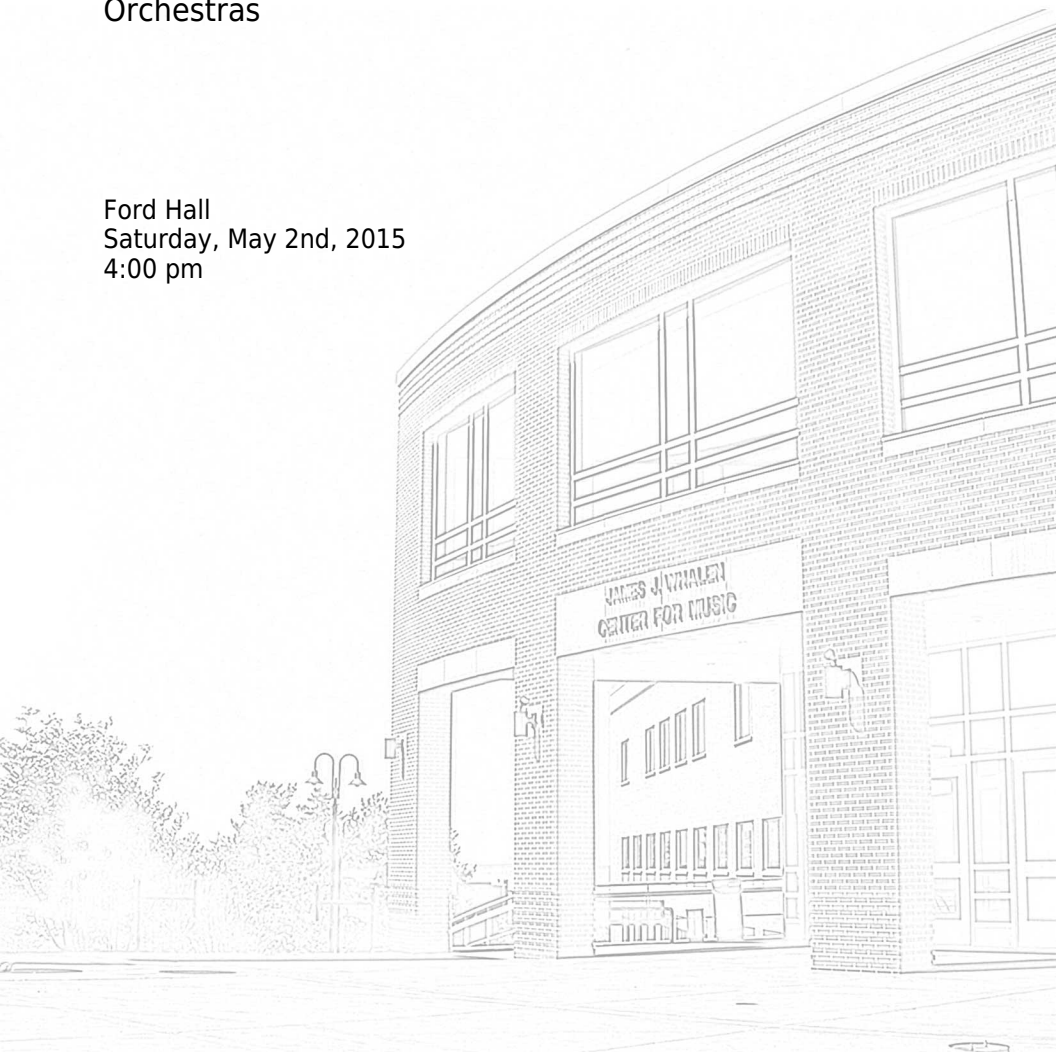 Orchestras
Ford Hall
Saturday, May 2nd, 2015
4:00 pm
JAMES J. WHALEN
CENTER FOR MUSIC